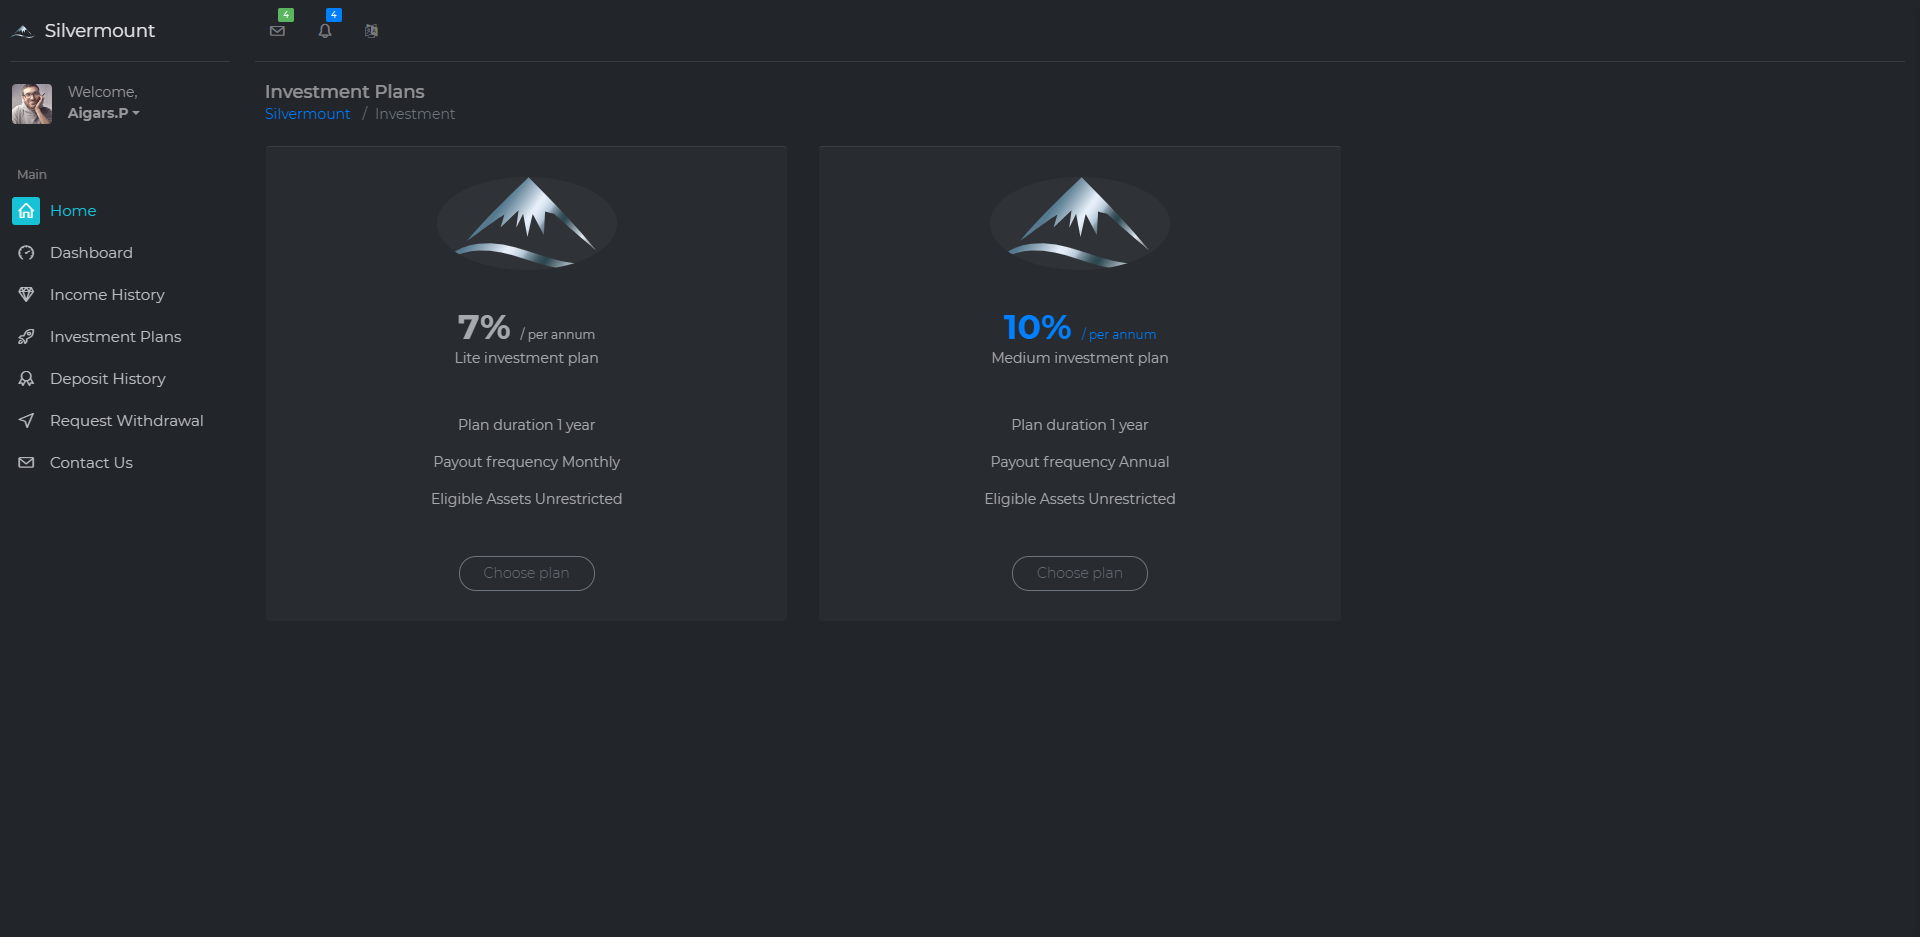 Silvermount
4
4
Welcome,
Aigars.P
Main
Home
Dashboard
Income History
Investment Plans
Deposit History
Request Withdrawal
Contact Us
Investment Plans
Silvermount / Investment
7% / per annum
Lite investment plan
Plan duration 1 year
Payout frequency Monthly
Eligible Assets Unrestricted
Choose plan
10% / per annum
Medium investment plan
Plan duration 1 year
Payout frequency Annual
Eligible Assets Unrestricted
Choose plan